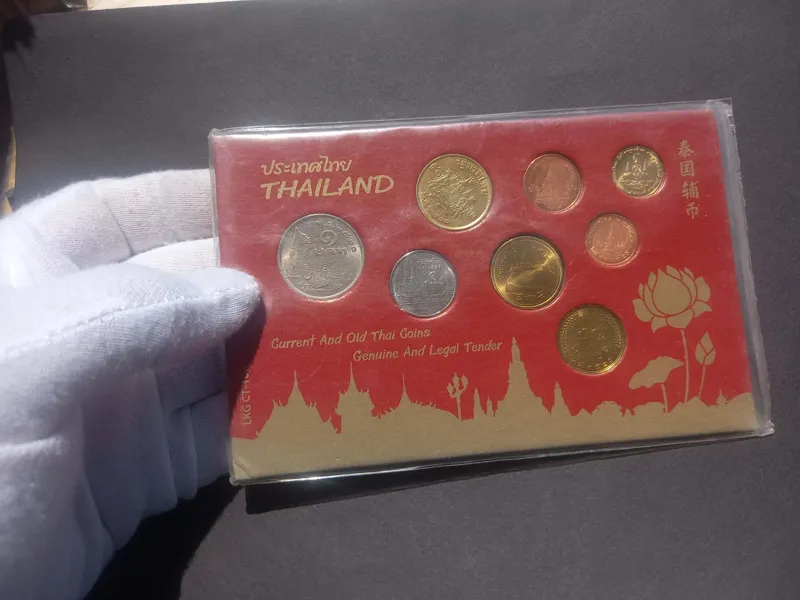 ประเทศไทย
THAILAND
泰国辅币
Current And Old Thai Coins
Genuine And Legal Tender